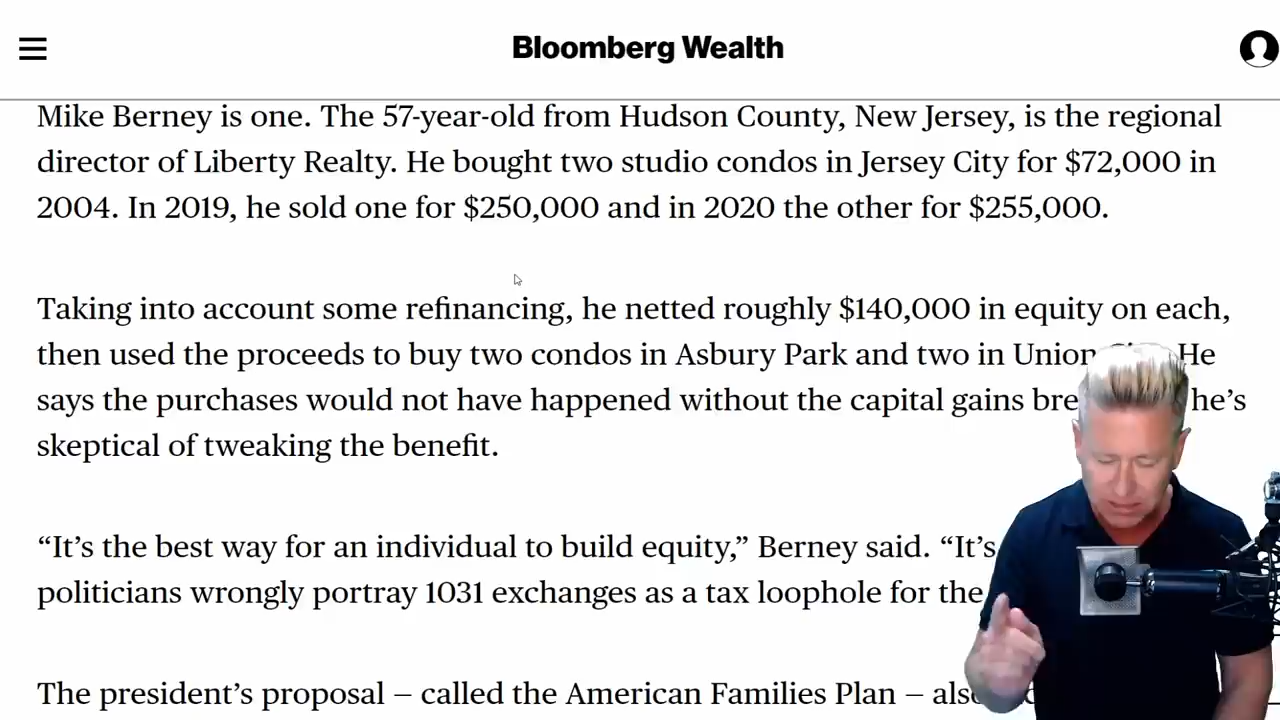 Bloomberg Wealth
Mike Berney is one. The 57-year-old from Hudson County, New Jersey, is the regional
director of Liberty Realty. He bought two studio condos in Jersey City for $72,000 in
2004. In 2019, he sold one for $250,000 and in 2020 the other for $255,000.
Taking into account some refinancing, he netted roughly $140,000 in equity on each,
then used the proceeds to buy two condos in Asbury Park and two in Union He
says the purchases would not have happened without the capital gains he’s
skeptical of tweaking the benefit.
“It’s the best way for an individual to build equity,” Berney said. “It’s
politicians wrongly portray 1031 exchanges as a tax loophole for the
The president’s proposal — called the American Families Plan —